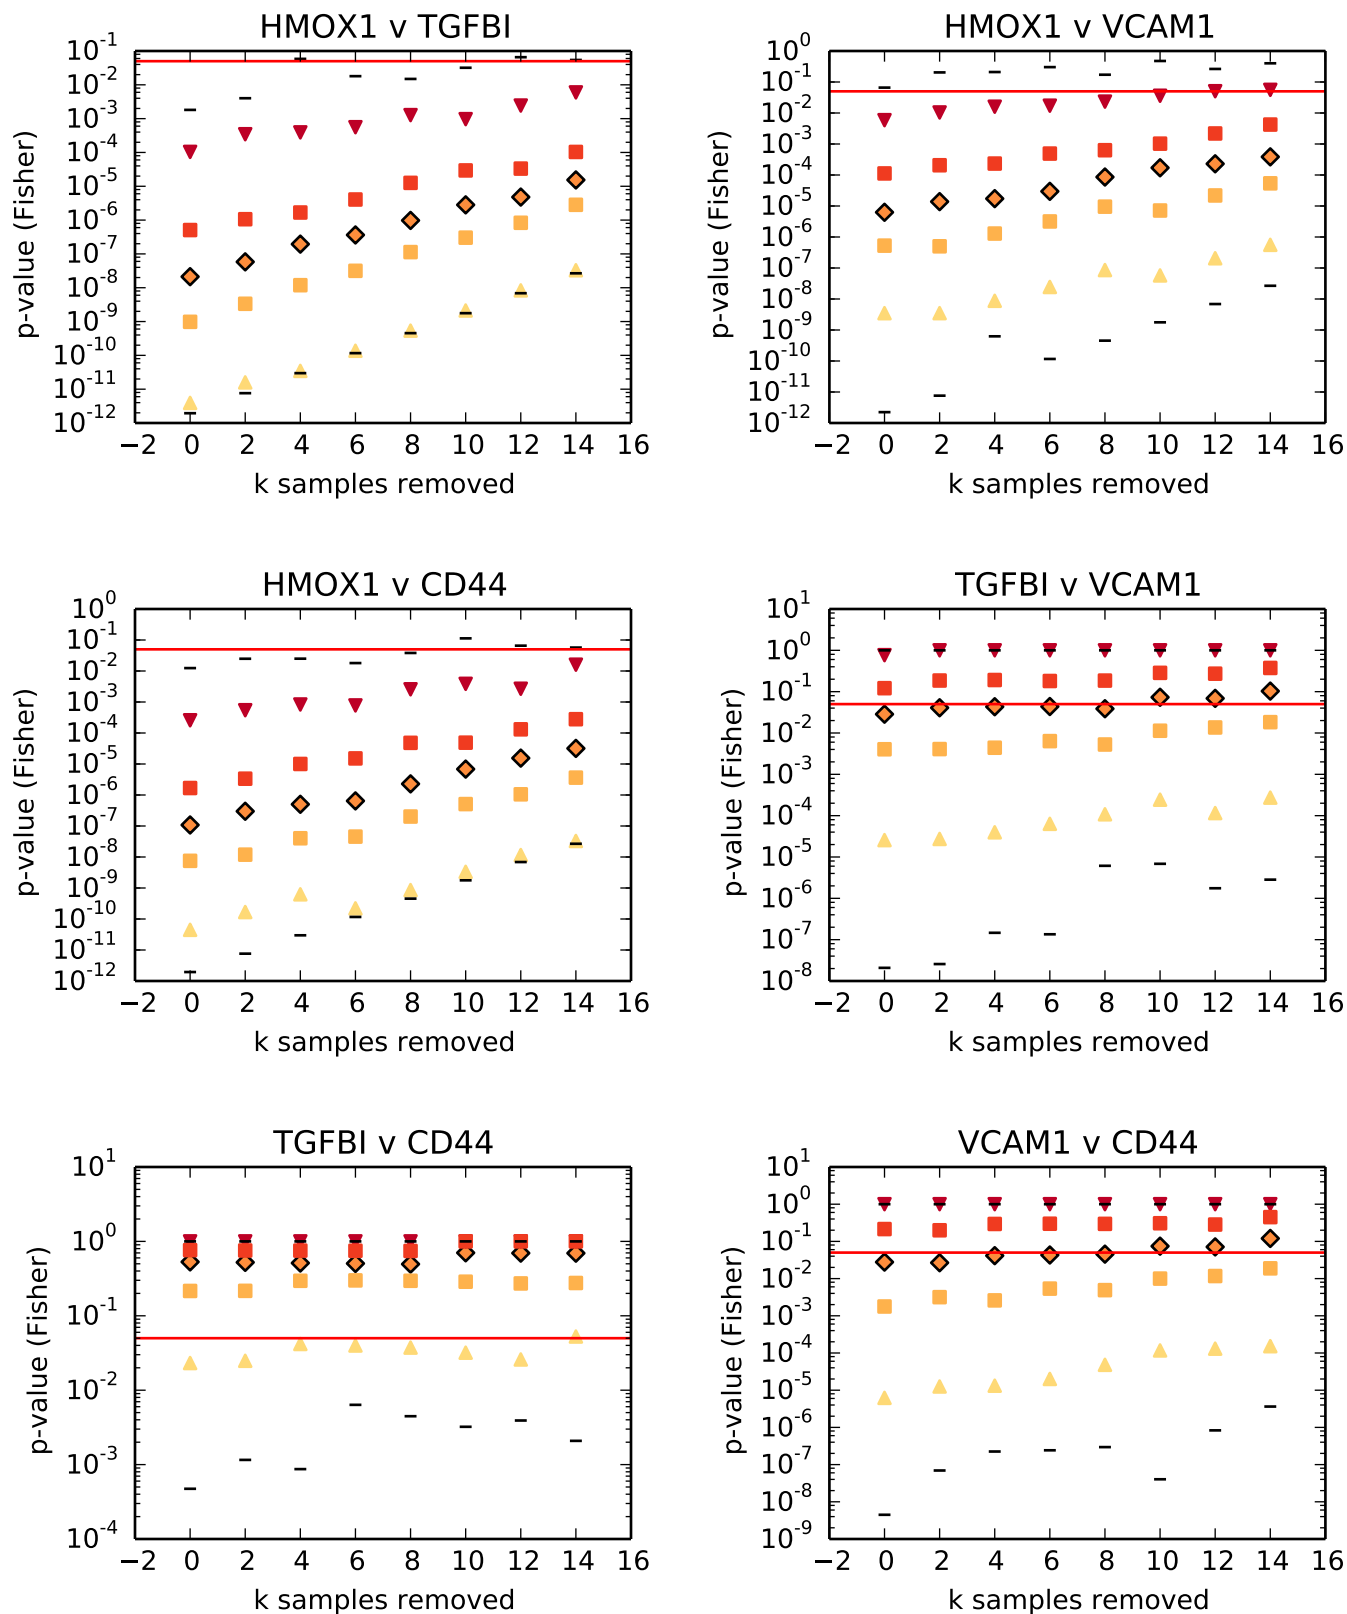 HMOX1 v TGFBI
10^-1
10^-2
10^-3
10^-4
10^-5
10^-6
10^-7
10^-8
10^-9
10^-10
10^-11
10^-12
p-value (Fisher)
−2 0 2 4 6 8 10 12 14 16
k samples removed
HMOX1 v VCAM1
10^0
10^-1
10^-2
10^-3
10^-4
10^-5
10^-6
10^-7
10^-8
10^-9
10^-10
10^-11
10^-12
p-value (Fisher)
−2 0 2 4 6 8 10 12 14 16
k samples removed
HMOX1 v CD44
10^0
10^-1
10^-2
10^-3
10^-4
10^-5
10^-6
10^-7
10^-8
10^-9
10^-10
10^-11
10^-12
p-value (Fisher)
−2 0 2 4 6 8 10 12 14 16
k samples removed
TGFBI v VCAM1
10^1
10^0
10^-1
10^-2
10^-3
10^-4
10^-5
10^-6
10^-7
10^-8
p-value (Fisher)
−2 0 2 4 6 8 10 12 14 16
k samples removed
TGFBI v CD44
10^1
10^0
10^-1
10^-2
10^-3
10^-4
p-value (Fisher)
−2 0 2 4 6 8 10 12 14 16
k samples removed
VCAM1 v CD44
10^1
10^0
10^-1
10^-2
10^-3
10^-4
10^-5
10^-6
10^-7
10^-8
10^-9
p-value (Fisher)
−2 0 2 4 6 8 10 12 14 16
k samples removed